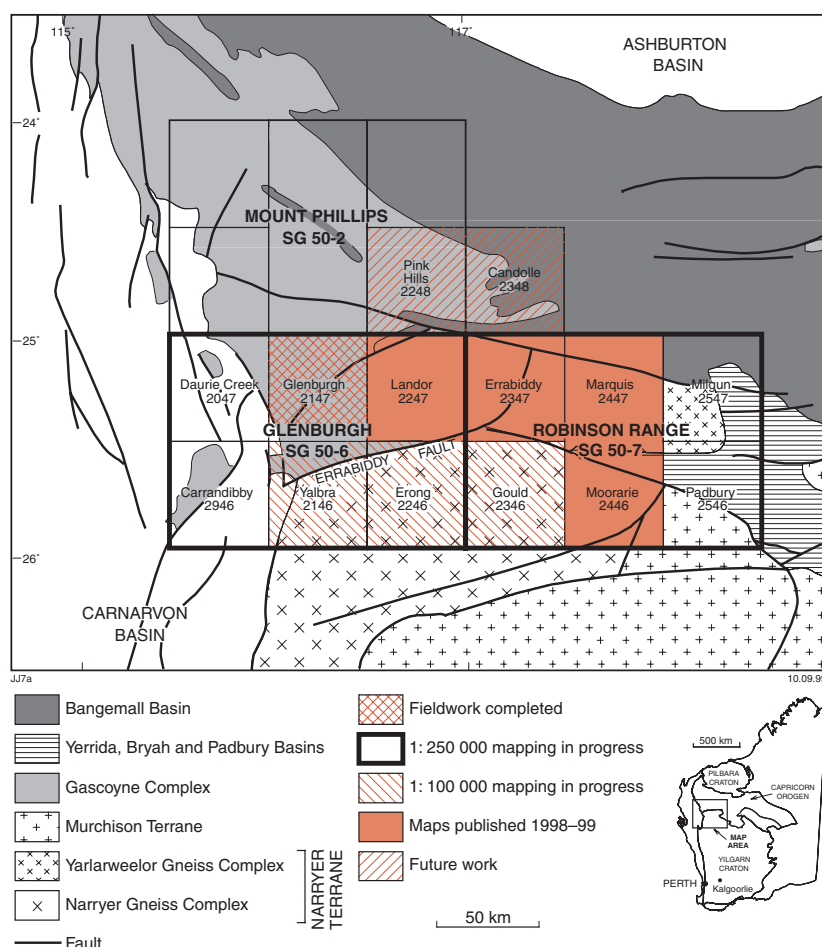 115°
117°
ASHBURTON
BASIN
24°
MOUNT PHILLIPS
SG 50-2
Pink
Hills
2248
Candolle
2348
25°
Daurie Creek
2047
Glenburgh
2147
Landor
2247
Errabiddy
2347
Marquis
2447
Milgun
2547
GLENBURGH
SG 50-6
ROBINSON RANGE
SG 50-7
ERRABIDDY FAULT
Carrandibby
2946
Yalbra
2146
Erong
2246
Gould
2346
Moorarie
2446
Padbury
2546
26°
CARNARVON
BASIN
JJ7a
10.09.99
Bangemall Basin
Yerrida, Bryah and Padbury Basins
Gascoyne Complex
Murchison Terrane
Yarlarweelor Gneiss Complex
Narryer Gneiss Complex
NARRYER
TERRANE
Fault
Fieldwork completed
1: 250 000 mapping in progress
1: 100 000 mapping in progress
Maps published 1998–99
Future work
50 km
500 km
PILBARA
CRATON
CAPRICORN
OROGEN
MAP
AREA
YILGARN
CRATON
PERTH
Kalgoorlie